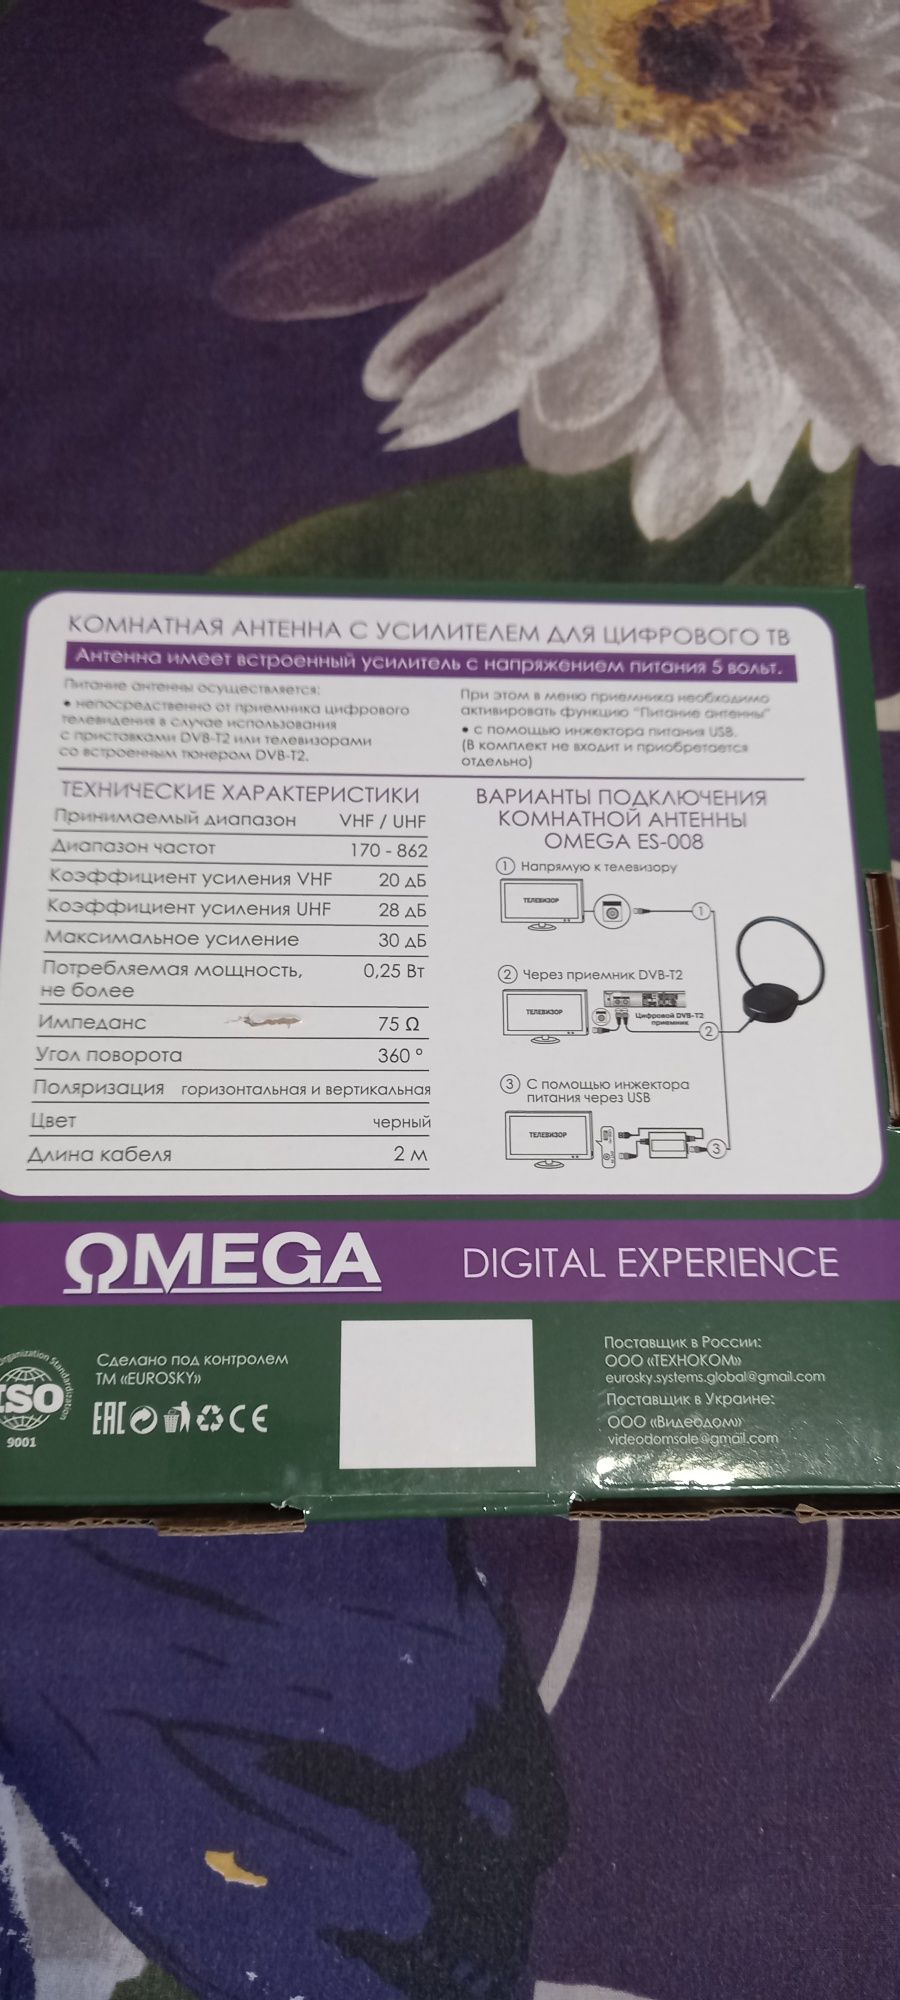 КОМНАТНАЯ АНТЕННА С УСИЛИТЕЛЕМ ДЛЯ ЦИФРОВОГО ТВ
Антенна имеет встроенный усилитель с напряжением питания 5 вольт.
Питание антенны осуществляется:
• непосредственно от приемника цифрового
телевидения в случае использования
с приставками DVB-T2 или телевизорами
со встроенным тюнером DVB-T2.
При этом в меню приемника необходимо
активировать функцию "Питание антенны"
• с помощью инжектора питания USB.
(В комплект не входит и приобретается
отдельно)
ТЕХНИЧЕСКИЕ ХАРАКТЕРИСТИКИ
Принимаемый диапазон VHF / UHF
Диапазон частот 170 - 862
Коэффициент усиления VHF 20 дБ
Коэффициент усиления UHF 28 дБ
Максимальное усиление 30 дБ
Потребляемая мощность, 0,25 Вт
не более
Импеданс 75 Ω
Угол поворота 360 °
Поляризация горизонтальная и вертикальная
Цвет черный
Длина кабеля 2 м
ВАРИАНТЫ ПОДКЛЮЧЕНИЯ
КОМНАТНОЙ АНТЕННЫ
OMEGA ES-008
1 Напрямую к телевизору
ТЕЛЕВИЗОР
1
2 Через приемник DVB-T2
ТЕЛЕВИЗОР
Цифровой DVB-T2
приемник
2
3 С помощью инжектора
питания через USB
ТЕЛЕВИЗОР
3
ΩMEGA DIGITAL EXPERIENCE
Organization Standardization
ISO
9001
Сделано под контролем
ТМ «EUROSKY»
EAC CE
Поставщик в России:
ООО «ТЕХНОКОМ»
eurosky.systems.global@gmail.com
Поставщик в Украине:
ООО «Видеодом»
videodomsale@gmail.com